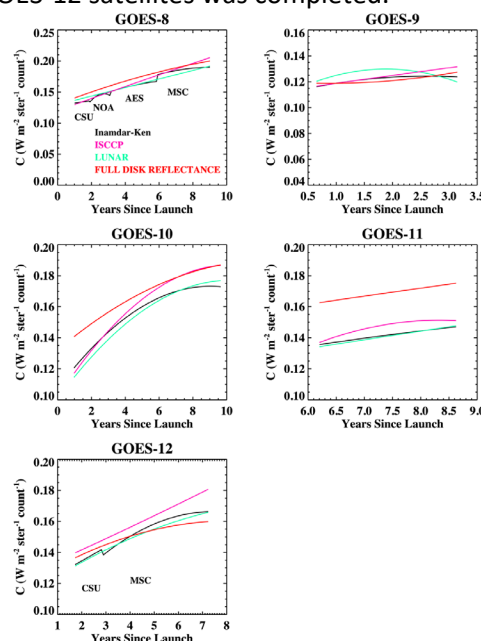 OES-12 satellites was completed.
GOES-8
GOES-9
C (W m⁻² ster⁻¹ count⁻¹)
0.25
0.20
0.15
0.10
0.05
0.00
CSU
NOA
AES
MSC
Inamdar-Ken
ISCCP
LUNAR
FULL DISK REFLECTANCE
0 2 4 6 8 10
Years Since Launch
C (W m⁻² ster⁻¹ count⁻¹)
0.16
0.14
0.12
0.10
0.08
0.06
0.04
0.5 1.0 1.5 2.0 2.5 3.0 3.5
Years Since Launch
GOES-10
GOES-11
C (W m⁻² ster⁻¹ count⁻¹)
0.20
0.18
0.16
0.14
0.12
0.10
0 2 4 6 8 10
Years Since Launch
C (W m⁻² ster⁻¹ count⁻¹)
0.20
0.18
0.16
0.14
0.12
0.10
6.0 6.5 7.0 7.5 8.0 8.5 9.0
Years Since Launch
GOES-12
C (W m⁻² ster⁻¹ count⁻¹)
0.20
0.18
0.16
0.14
0.12
0.10
CSU
MSC
1 2 3 4 5 6 7 8
Years Since Launch